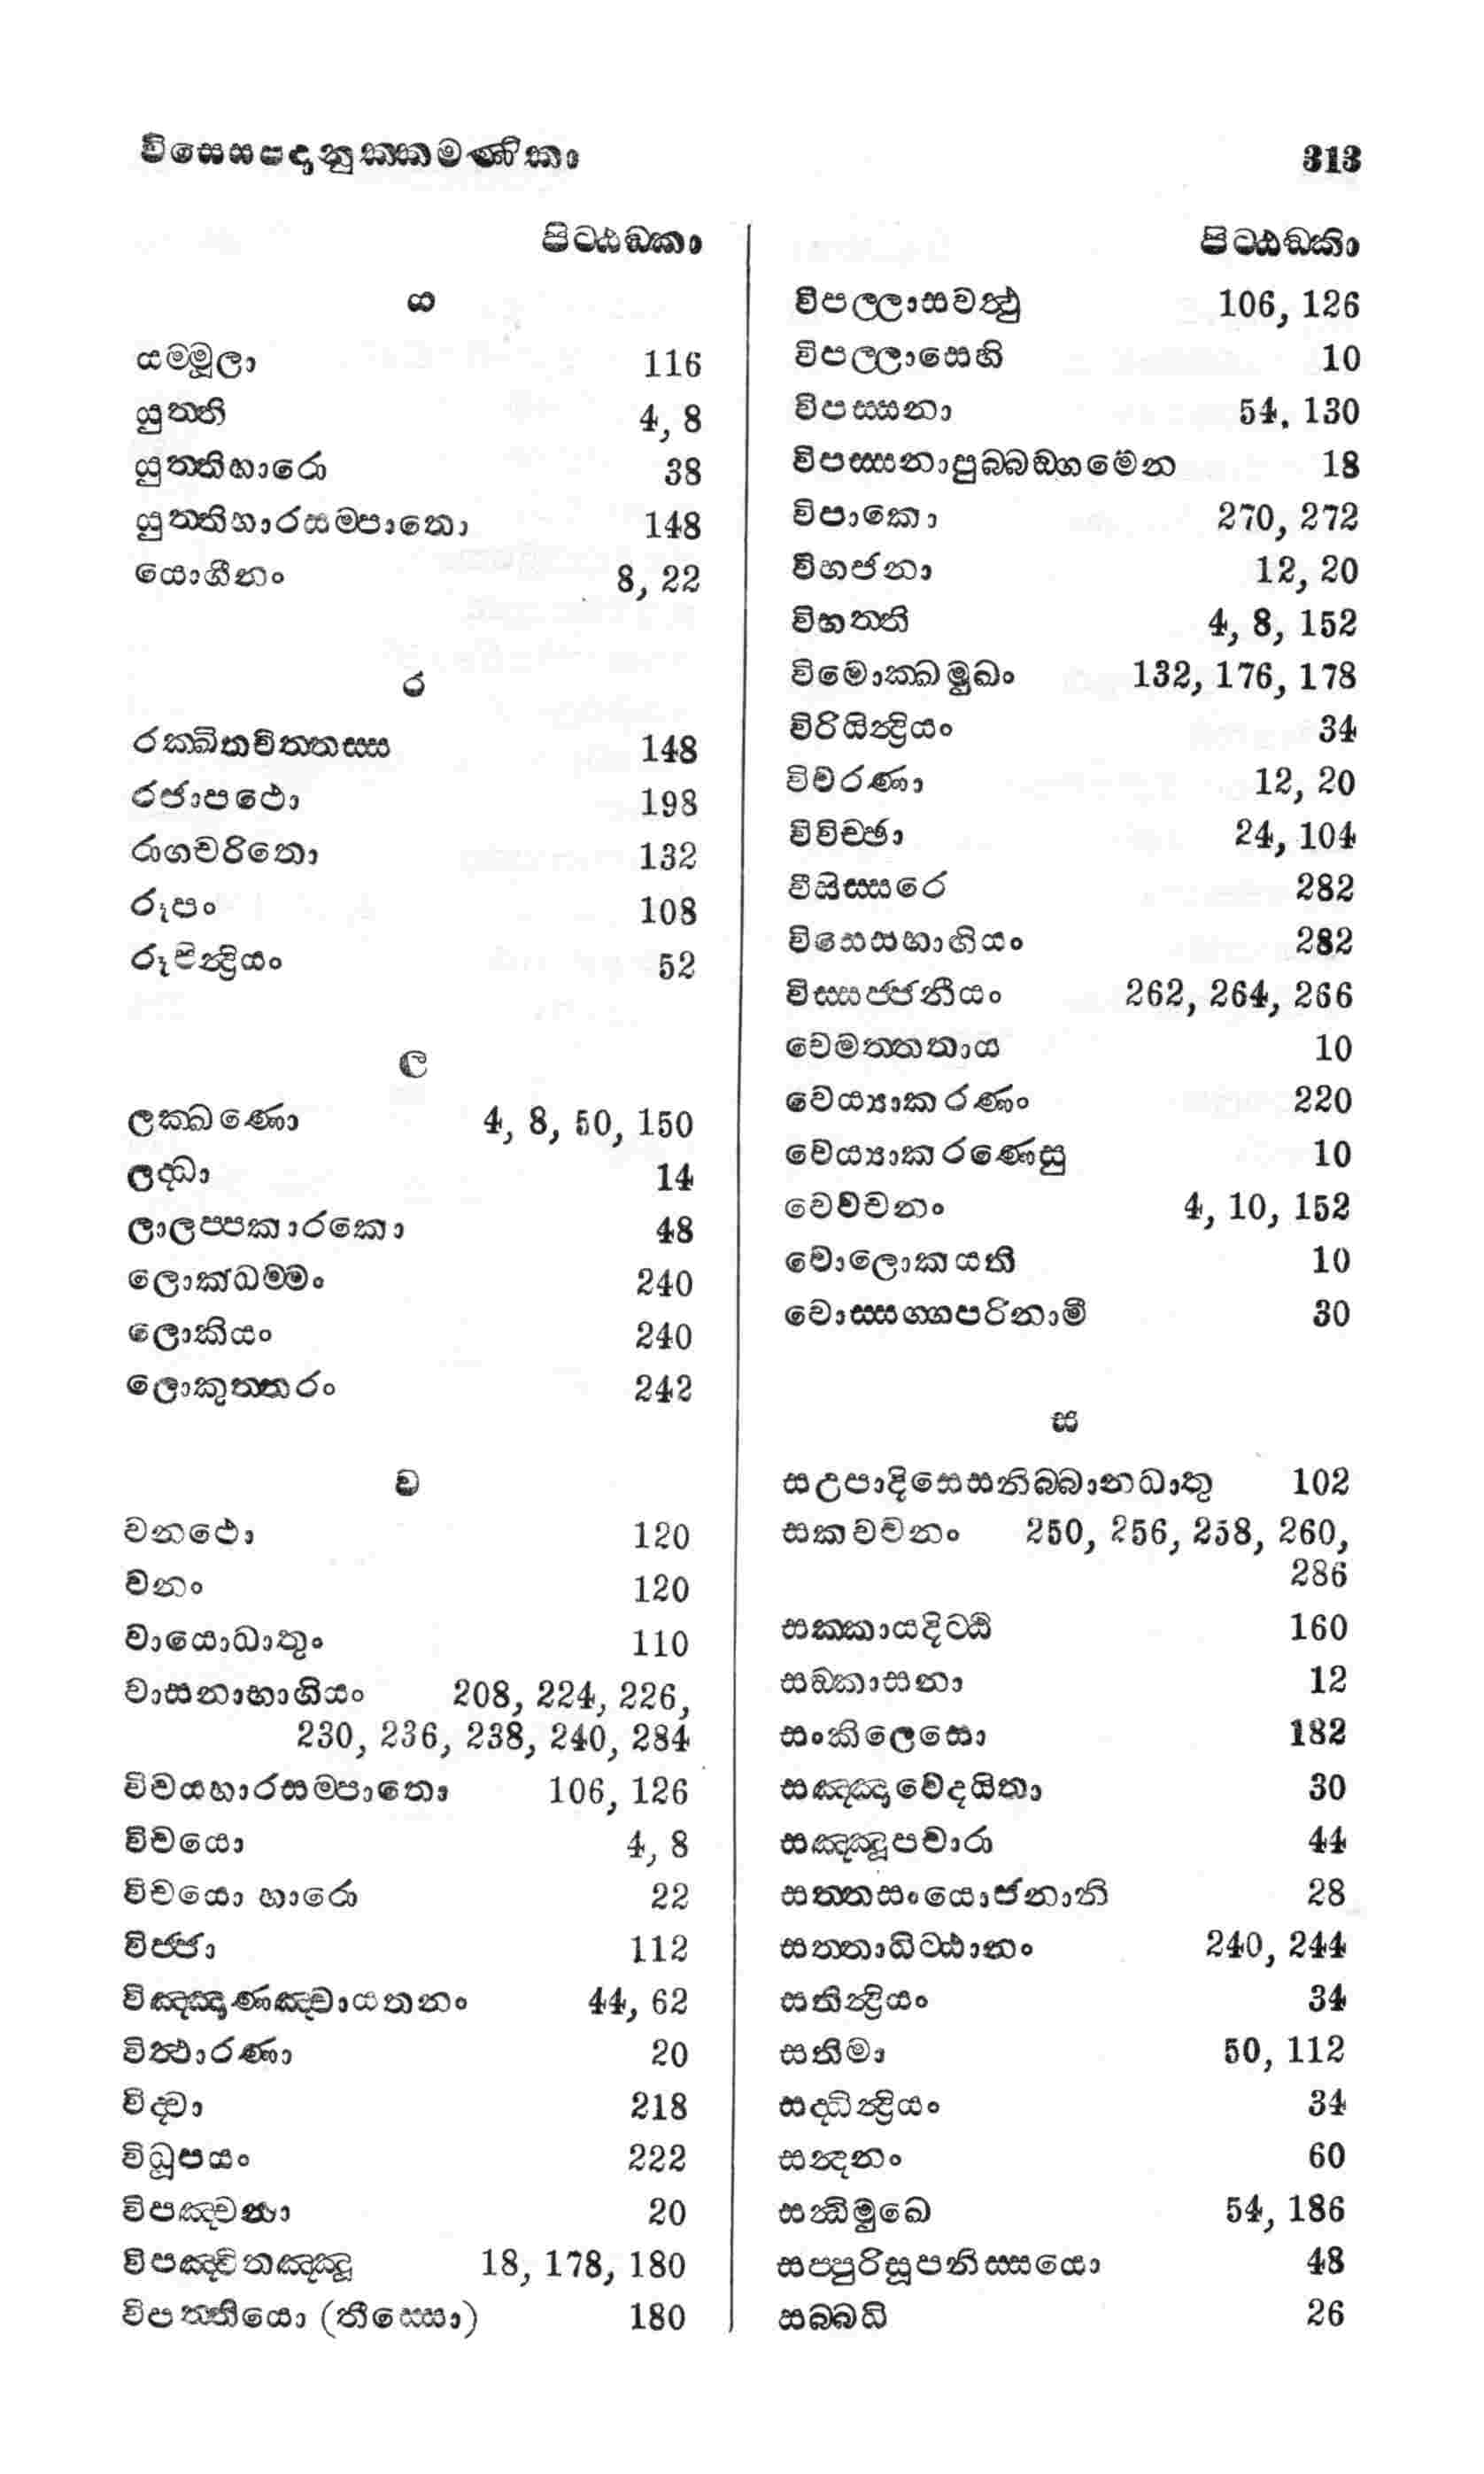 විසෙසපදානුක්කමණිකා 313
පිට්ඨඞ්කා
ය
යමමූලා 116
යුත්ති 4, 8
යුත්තිහාරො 38
යුත්තිහාරසම්පාතො 148
යොගීනං 8, 22
ර
රක්ඛිතචිත්තස්ස 148
රජාපථො 198
රාගචරිතො 132
රූපං 108
රූපින්ද්‍රියං 52
ල
ලක්ඛණො 4, 8, 50, 150
ලද්ධා 14
ලාලප්පකාරකො 48
ලොකධම්මං 240
ලොකියං 240
ලොකුත්තරං 242
ව
වනථො 120
වනං 120
වායොධාතුං 110
වාසනාභාගියං 208, 224, 226,
230, 236, 238, 240, 284
විචයහාරසම්පාතො 106, 126
විචයො 4, 8
විචයො හාරො 22
විජ්ජා 112
විඤ්ඤාණඤ්චායතනං 44, 62
විත්ථාරණා 20
විද්වා 218
විධූපයං 222
විපඤ්චනා 20
විපඤ්චිතඤ්ඤූ 18, 178, 180
විපත්තියො (තිස්සො) 180
පිට්ඨඞ්කා
විපල්ලාසවත්ථු 106, 126
විපල්ලාසෙහි 10
විපස්සනා 54, 130
විපස්සනාපුබ්බඞ්ගමෙන 18
විපාකො 270, 272
විභජනා 12, 20
විභත්ති 4, 8, 152
විමොක්ඛමුඛං 132, 176, 178
විරියින්ද්‍රියං 34
විවරණා 12, 20
විවිච්ඡා 24, 104
විසිස්සරෙ 282
විසෙසභාගියං 282
විස්සජ්ජනීයං 262, 264, 266
වෙමත්තතාය 10
වෙය්‍යාකරණං 220
වෙය්‍යාකරණෙසු 10
වෙවචනං 4, 10, 152
වොලොකයති 10
වොස්සග්ගපරිනාමී 30
ස
සඋපාදිසෙසනිබ්බානධාතු 102
සකවචනං 250, 256, 258, 260,
286
සක්කායදිට්ඨි 160
සඞ්කාසනා 12
සංකිලෙසො 182
සඤ්ඤාවෙදයිතා 30
සඤ්ඤූපචාරා 44
සත්තසංයොජනානි 28
සත්තාධිට්ඨානං 240, 244
සතින්ද්‍රියං 34
සතිමා 50, 112
සද්ධින්ද්‍රියං 34
සන්දනං 60
සන්ධිමුඛෙ 54, 186
සප්පුරිසූපනිස්සයො 48
සබ්බධි 26